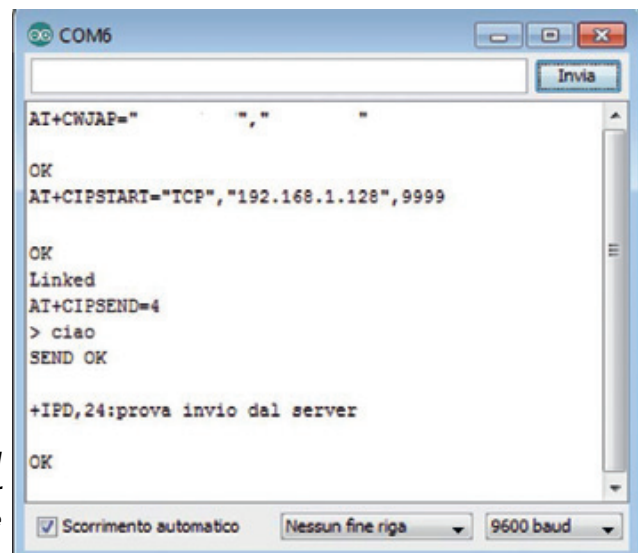 COM6
Invia
AT+CWJAP=" "," "
OK
AT+CIPSTART="TCP","192.168.1.128",9999
OK
Linked
AT+CIPSEND=4
> ciao
SEND OK
+IPD,24:prova invio dal server
OK
Scorrimento automatico
Nessun fine riga
9600 baud